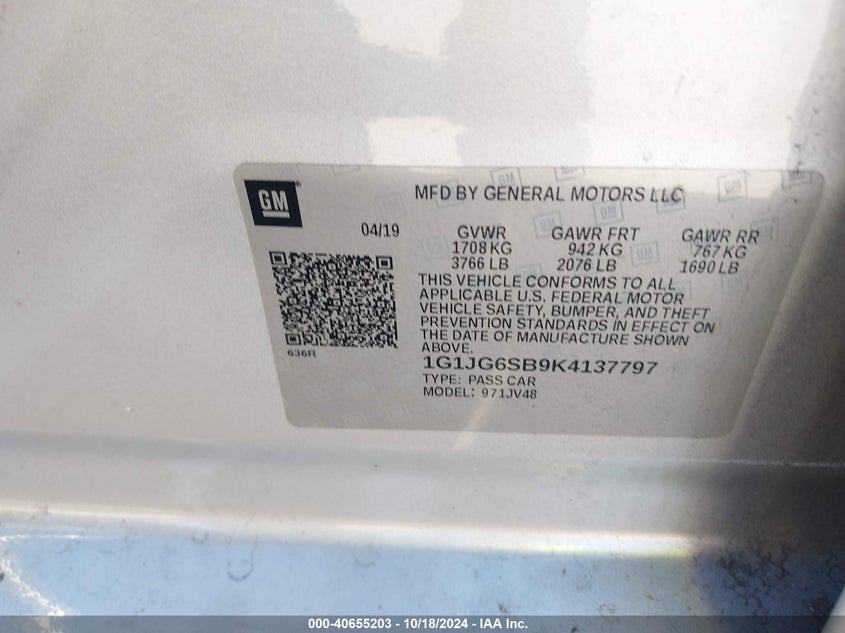 GM
MFD BY GENERAL MOTORS LLC
04/19
GVWR GAWR FRT GAWR RR
1708 KG 942 KG 767 KG
3766 LB 2076 LB 1690 LB
THIS VEHICLE CONFORMS TO ALL
APPLICABLE U.S. FEDERAL MOTOR
VEHICLE SAFETY, BUMPER, AND THEFT
PREVENTION STANDARDS IN EFFECT ON
THE DATE OF MANUFACTURE SHOWN
ABOVE.
636R
1G1JG6SB9K4137797
TYPE: PASS CAR
MODEL: 971JV48
000-40655203 - 10/18/2024 - IAA Inc.